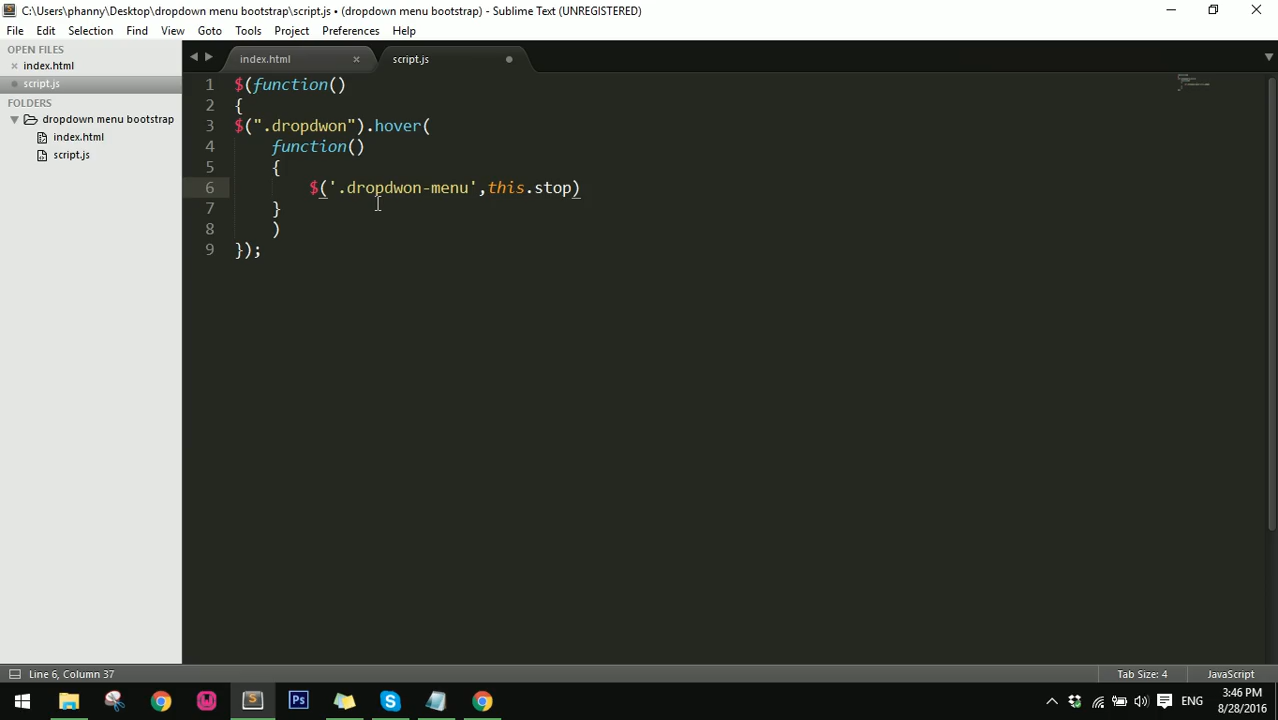 C:\Users\phanny\Desktop\dropdown menu bootstrap\script.js • (dropdown menu bootstrap) - Sublime Text (UNREGISTERED)
File Edit Selection Find View Goto Tools Project Preferences Help
OPEN FILES
index.html
script.js
FOLDERS
dropdown menu bootstrap
index.html
script.js
index.html script.js
1 $(function()
2 {
3 $(".dropdwon").hover(
4 function()
5 {
6 $('.dropdwon-menu',this.stop)
7 }
8 )
9 });
Line 6, Column 37 Tab Size: 4 JavaScript
S Ps S ENG 3:46 PM
8/28/2016